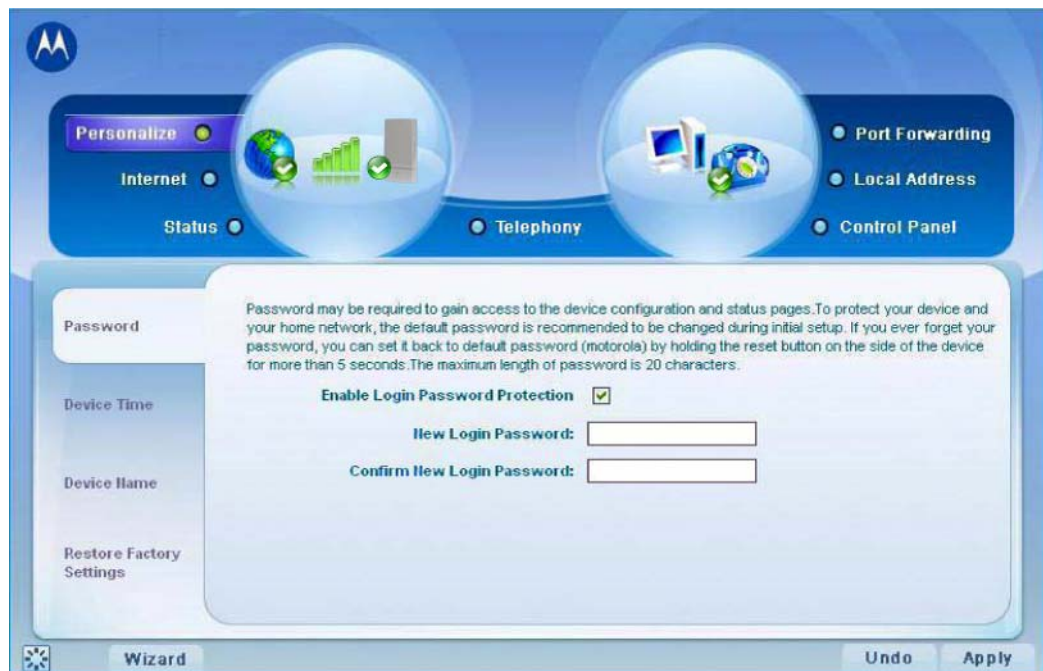 Personalize
Internet
Status
Telephony
Port Forwarding
Local Address
Control Panel
Password
Device Time
Device Name
Restore Factory
Settings
Password may be required to gain access to the device configuration and status pages.To protect your device and
your home network, the default password is recommended to be changed during initial setup. If you ever forget your
password, you can set it back to default password (motorola) by holding the reset button on the side of the device
for more than 5 seconds.The maximum length of password is 20 characters.
Enable Login Password Protection
New Login Password:
Confirm New Login Password:
Wizard
Undo
Apply